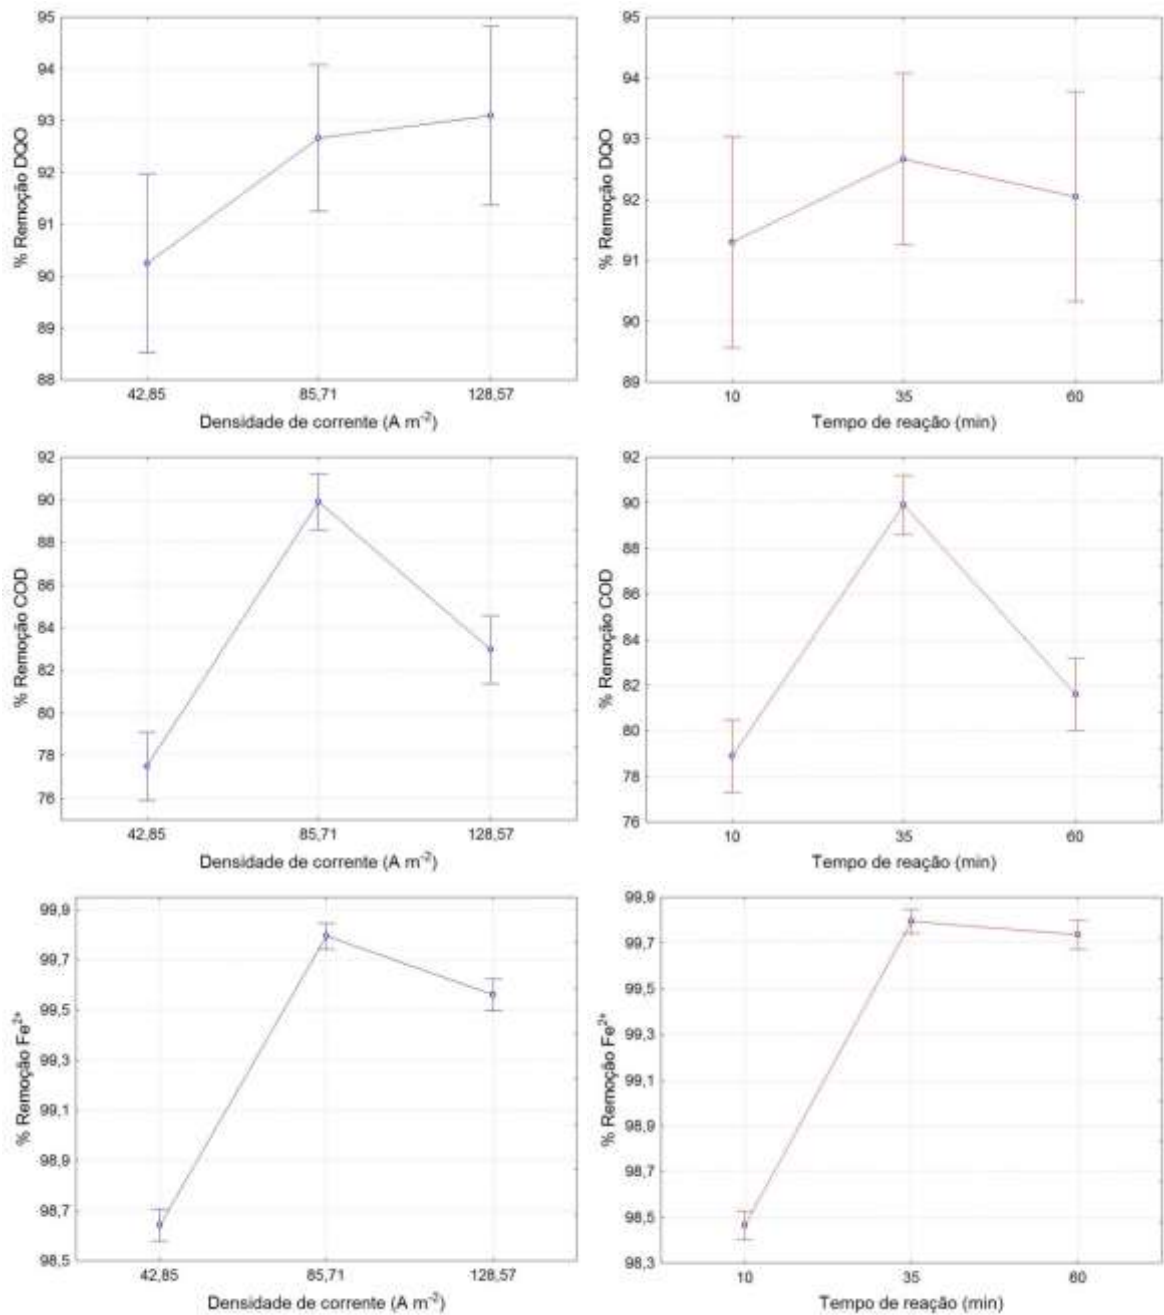 95
94
93
92
91
90
89
88
% Remoção DQO
42,85 85,71 128,57
Densidade de corrente (A m⁻²)
95
94
93
92
91
90
89
% Remoção DQO
10 35 60
Tempo de reação (min)
92
90
88
86
84
82
80
78
76
% Remoção COD
42,85 85,71 128,57
Densidade de corrente (A m⁻²)
92
90
88
86
84
82
80
78
76
% Remoção COD
10 35 60
Tempo de reação (min)
99,9
99,7
99,5
99,3
99,1
98,9
98,7
98,5
% Remoção Fe²⁺
42,85 85,71 128,57
Densidade de corrente (A m⁻²)
99,9
99,7
99,5
99,3
99,1
98,9
98,7
98,5
98,3
% Remoção Fe²⁺
10 35 60
Tempo de reação (min)